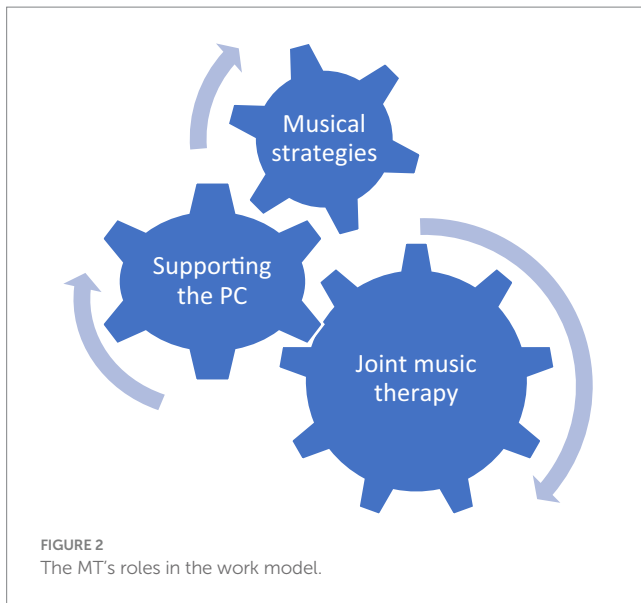 Musical
strategies
Supporting
the PC
Joint music
therapy
FIGURE 2
The MT's roles in the work model.